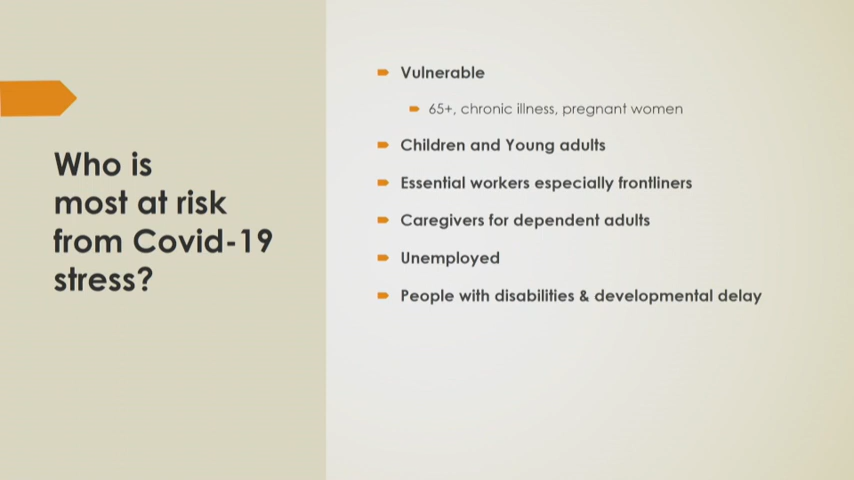 Who is
most at risk
from Covid-19
stress?
Vulnerable
65+, chronic illness, pregnant women
Children and Young adults
Essential workers especially frontliners
Caregivers for dependent adults
Unemployed
People with disabilities & developmental delay